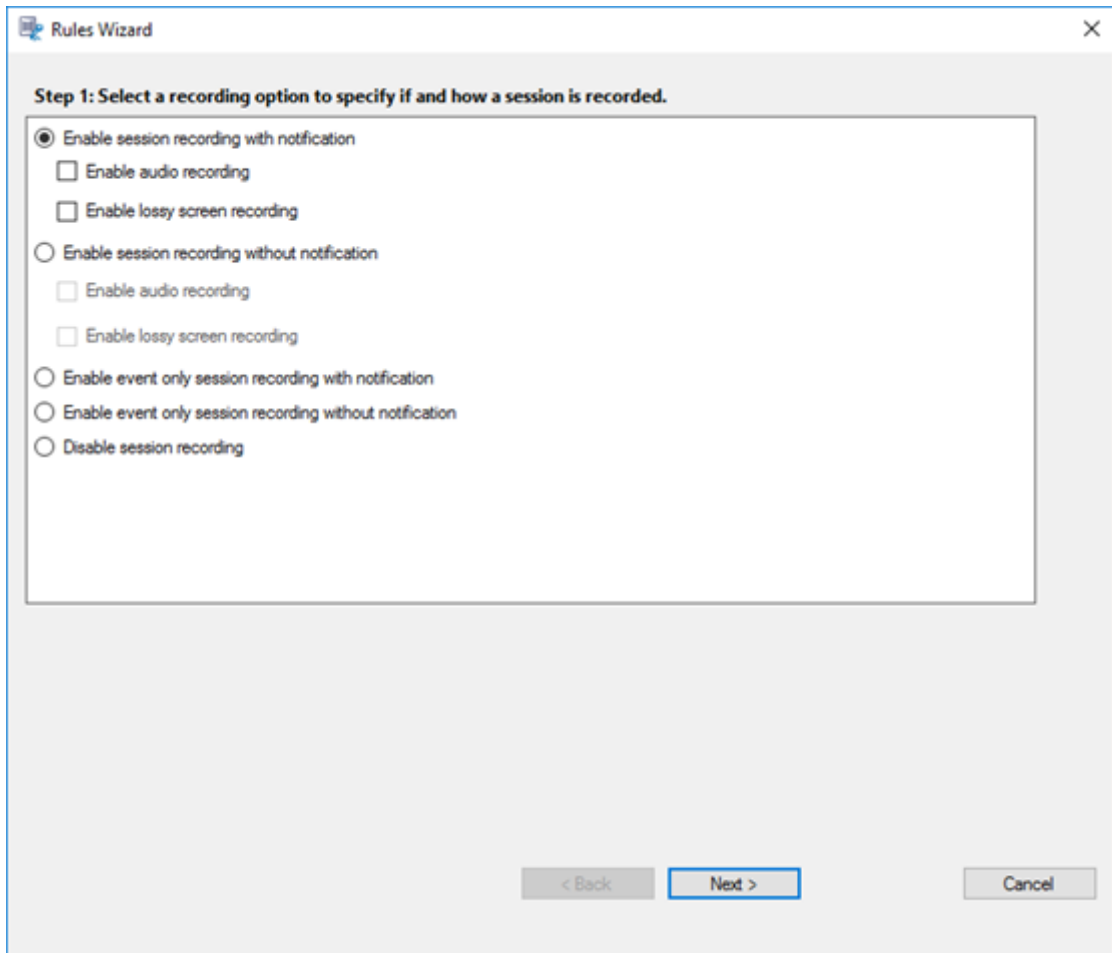 Rules Wizard
Step 1: Select a recording option to specify if and how a session is recorded.
Enable session recording with notification
Enable audio recording
Enable lossy screen recording
Enable session recording without notification
Enable audio recording
Enable lossy screen recording
Enable event only session recording with notification
Enable event only session recording without notification
Disable session recording
< Back Next > Cancel